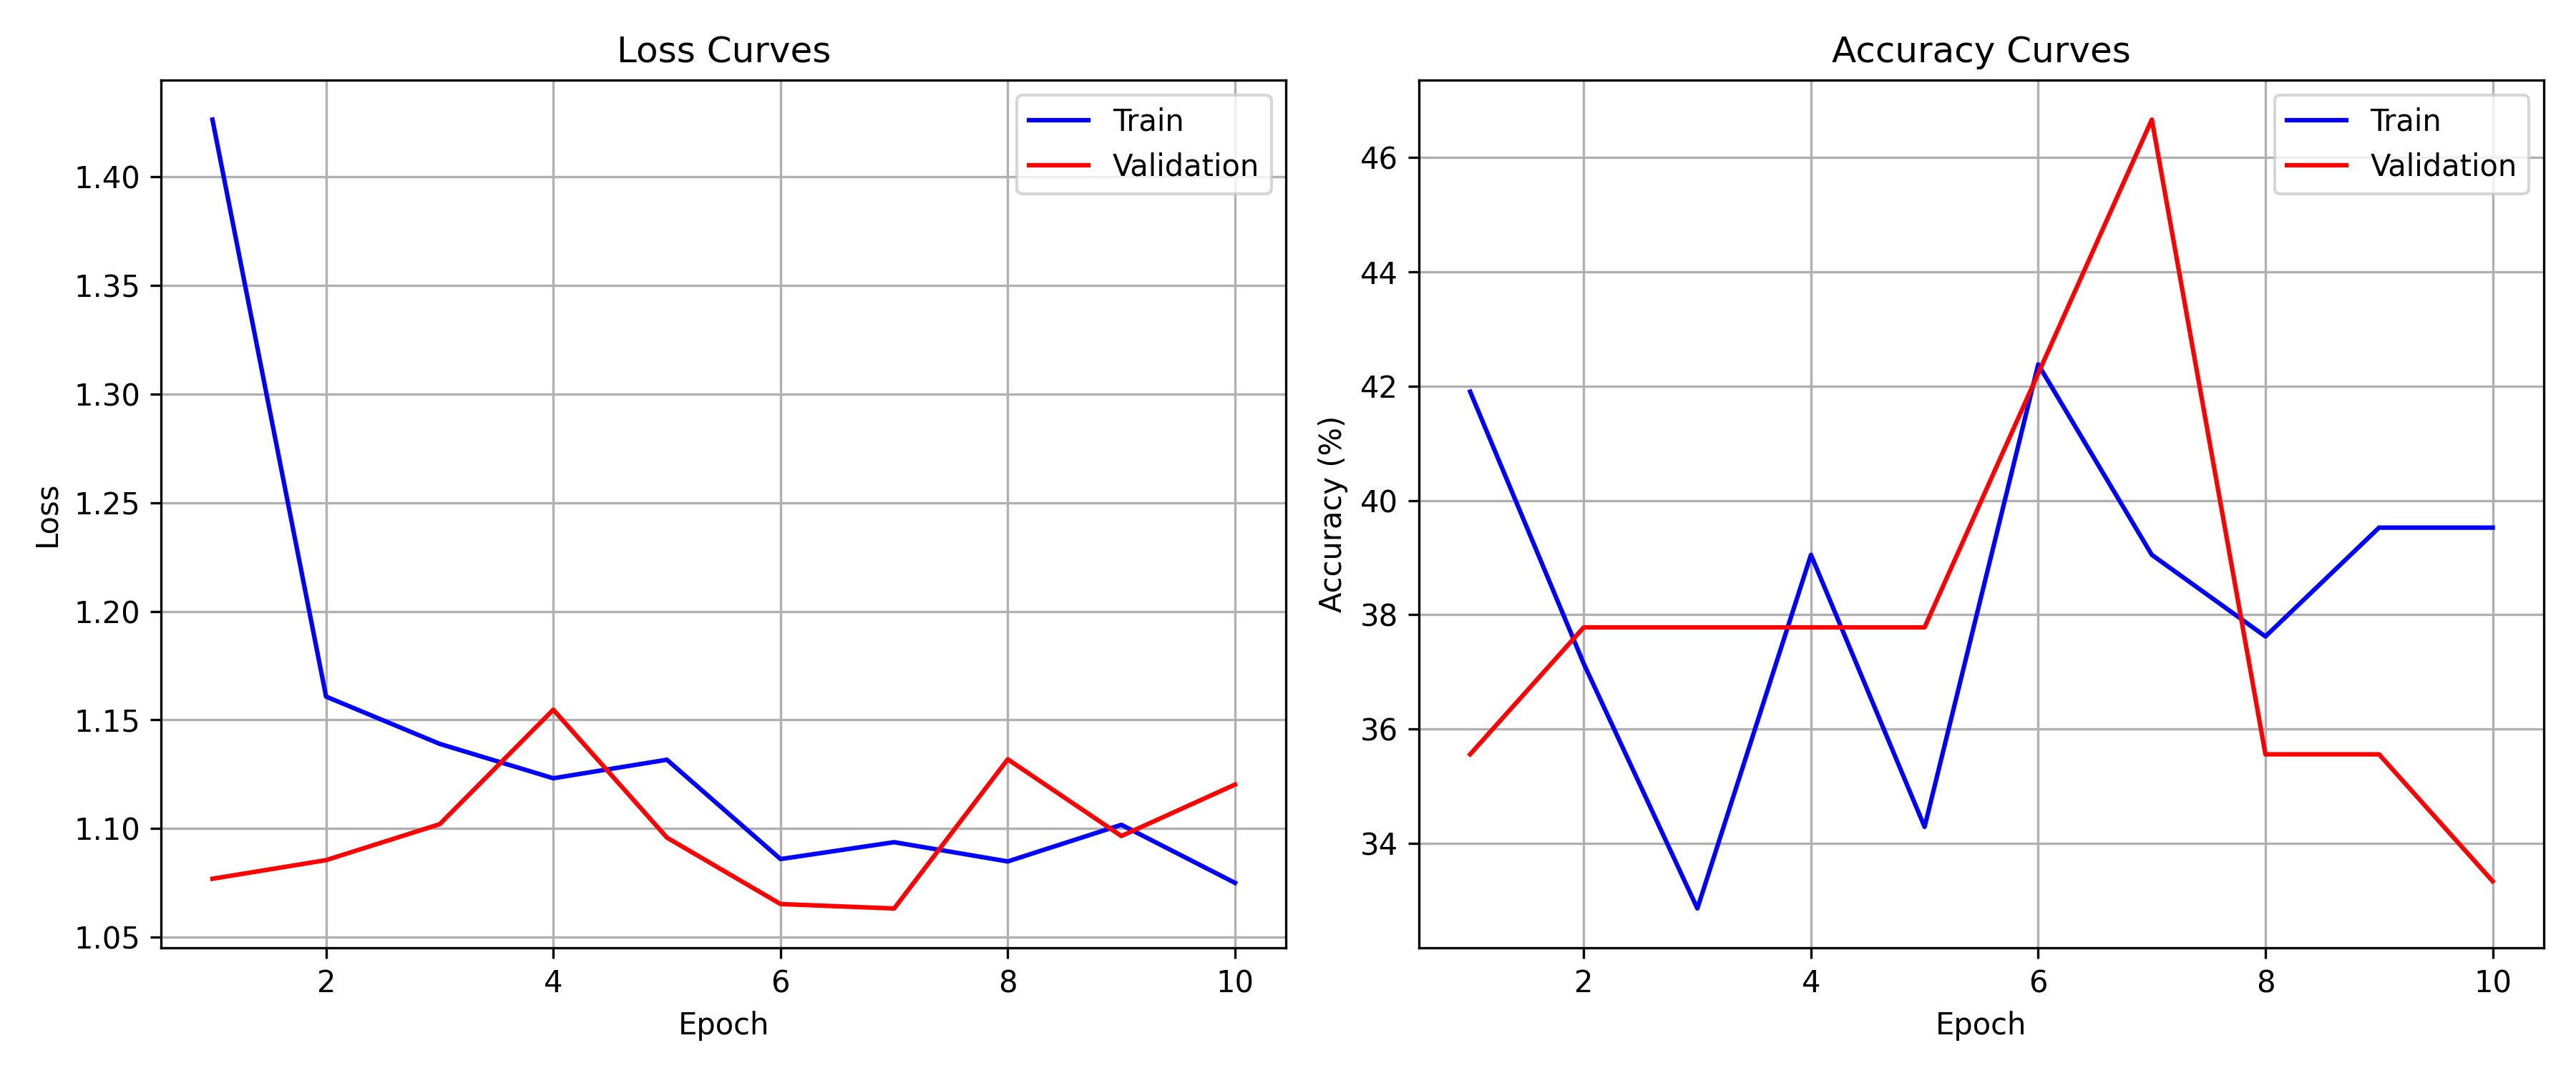 Loss Curves
Train
Validation
1.40
1.35
1.30
1.25
1.20
1.15
1.10
1.05
Loss
2 4 6 8 10
Epoch
Accuracy Curves
Train
Validation
46
44
42
40
38
36
34
Accuracy (%)
2 4 6 8 10
Epoch